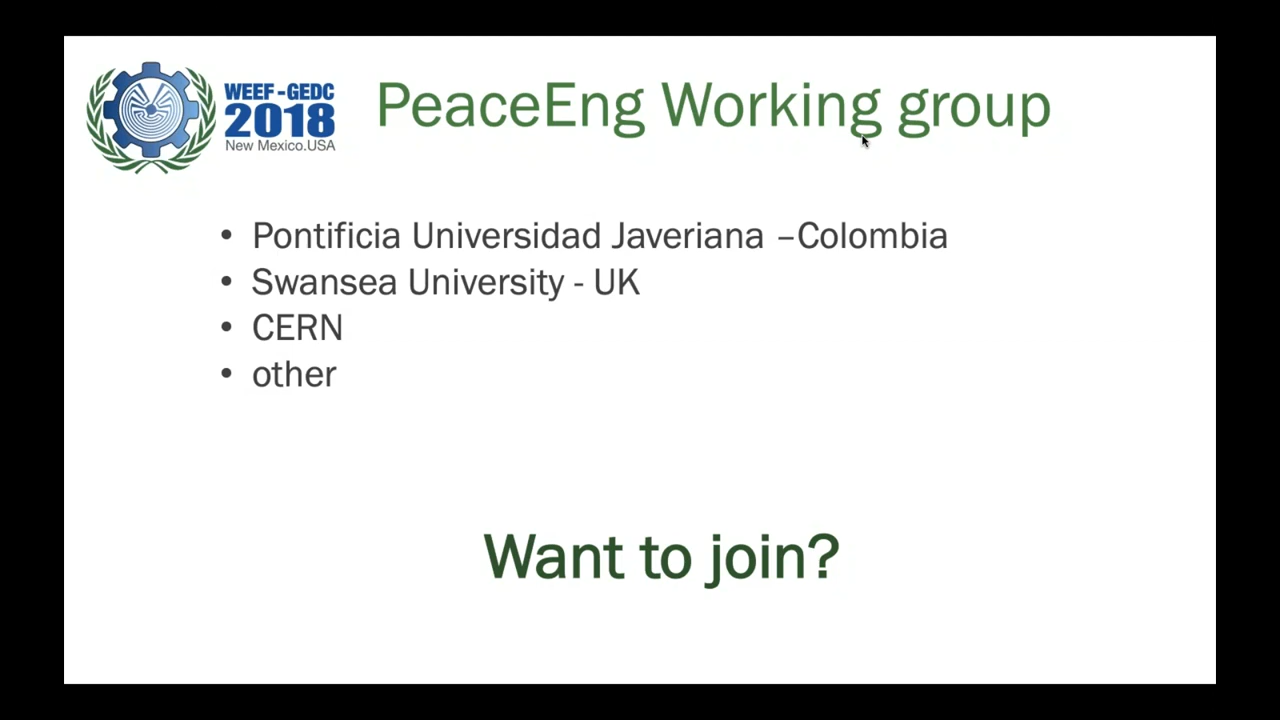 WEEF-GEDC
2018
New Mexico.USA
PeaceEng Working group
• Pontificia Universidad Javeriana –Colombia
• Swansea University - UK
• CERN
• other
Want to join?